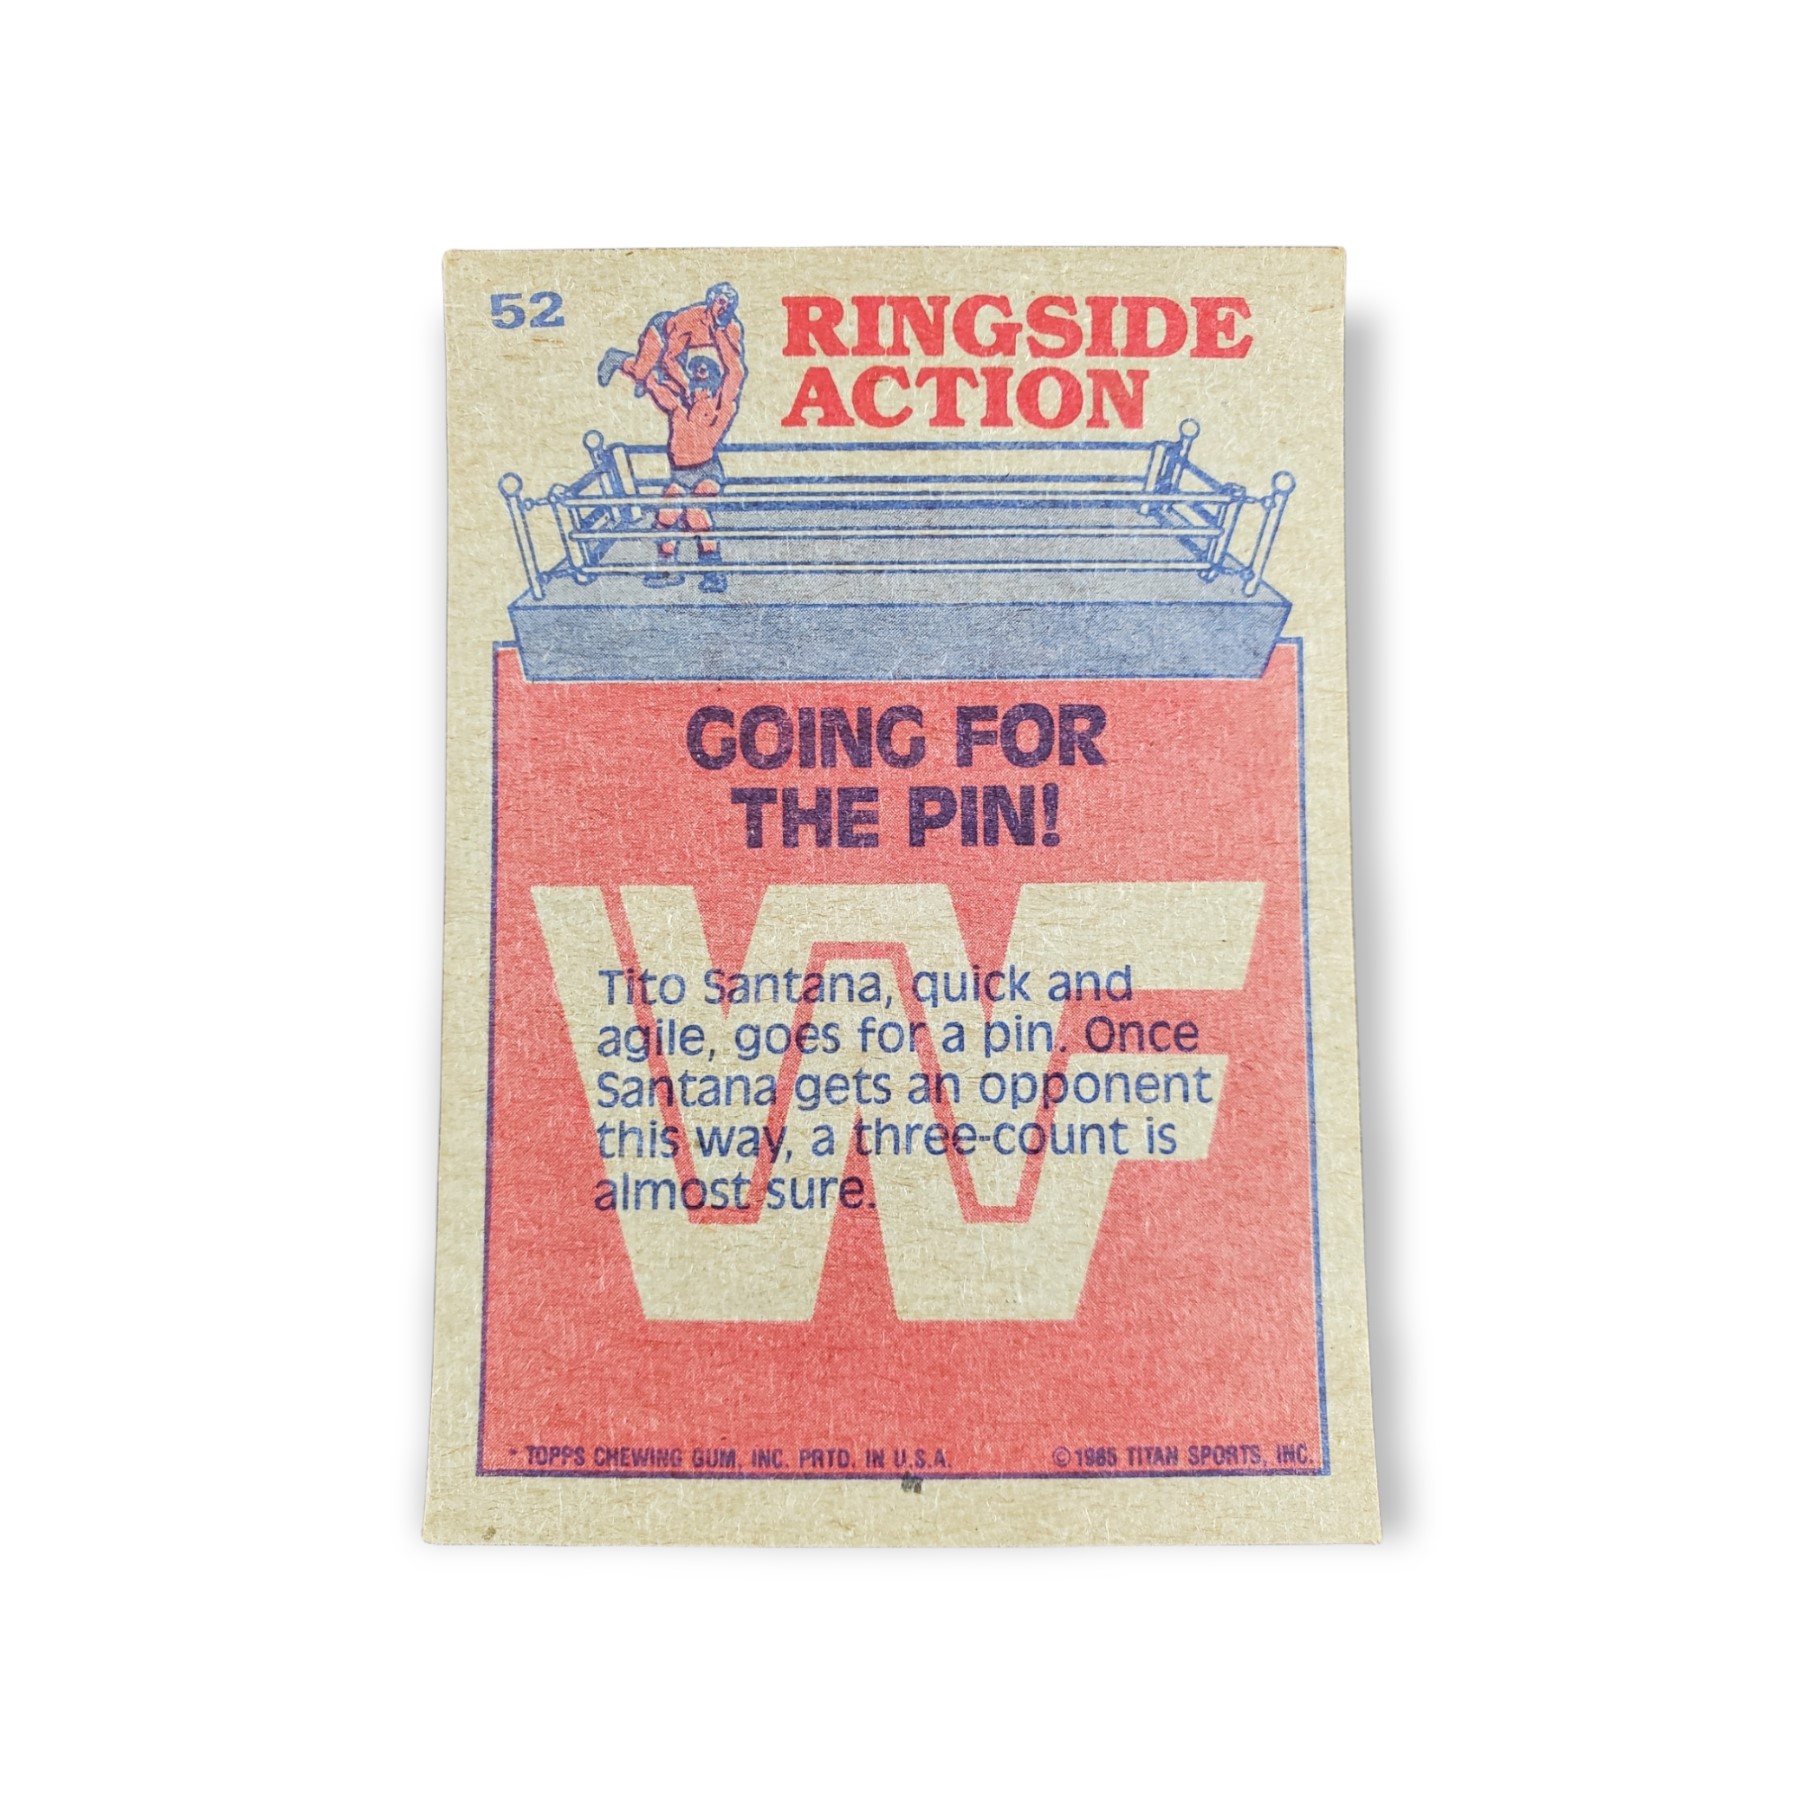 52
RINGSIDE
ACTION
GOING FOR
THE PIN!
WF
Tito Santana, quick and
agile, goes for a pin. Once
Santana gets an opponent
this way, a three-count is
almost sure.
* TOPPS CHEWING GUM, INC. PRTD. IN U.S.A.
©1985 TITAN SPORTS, INC.